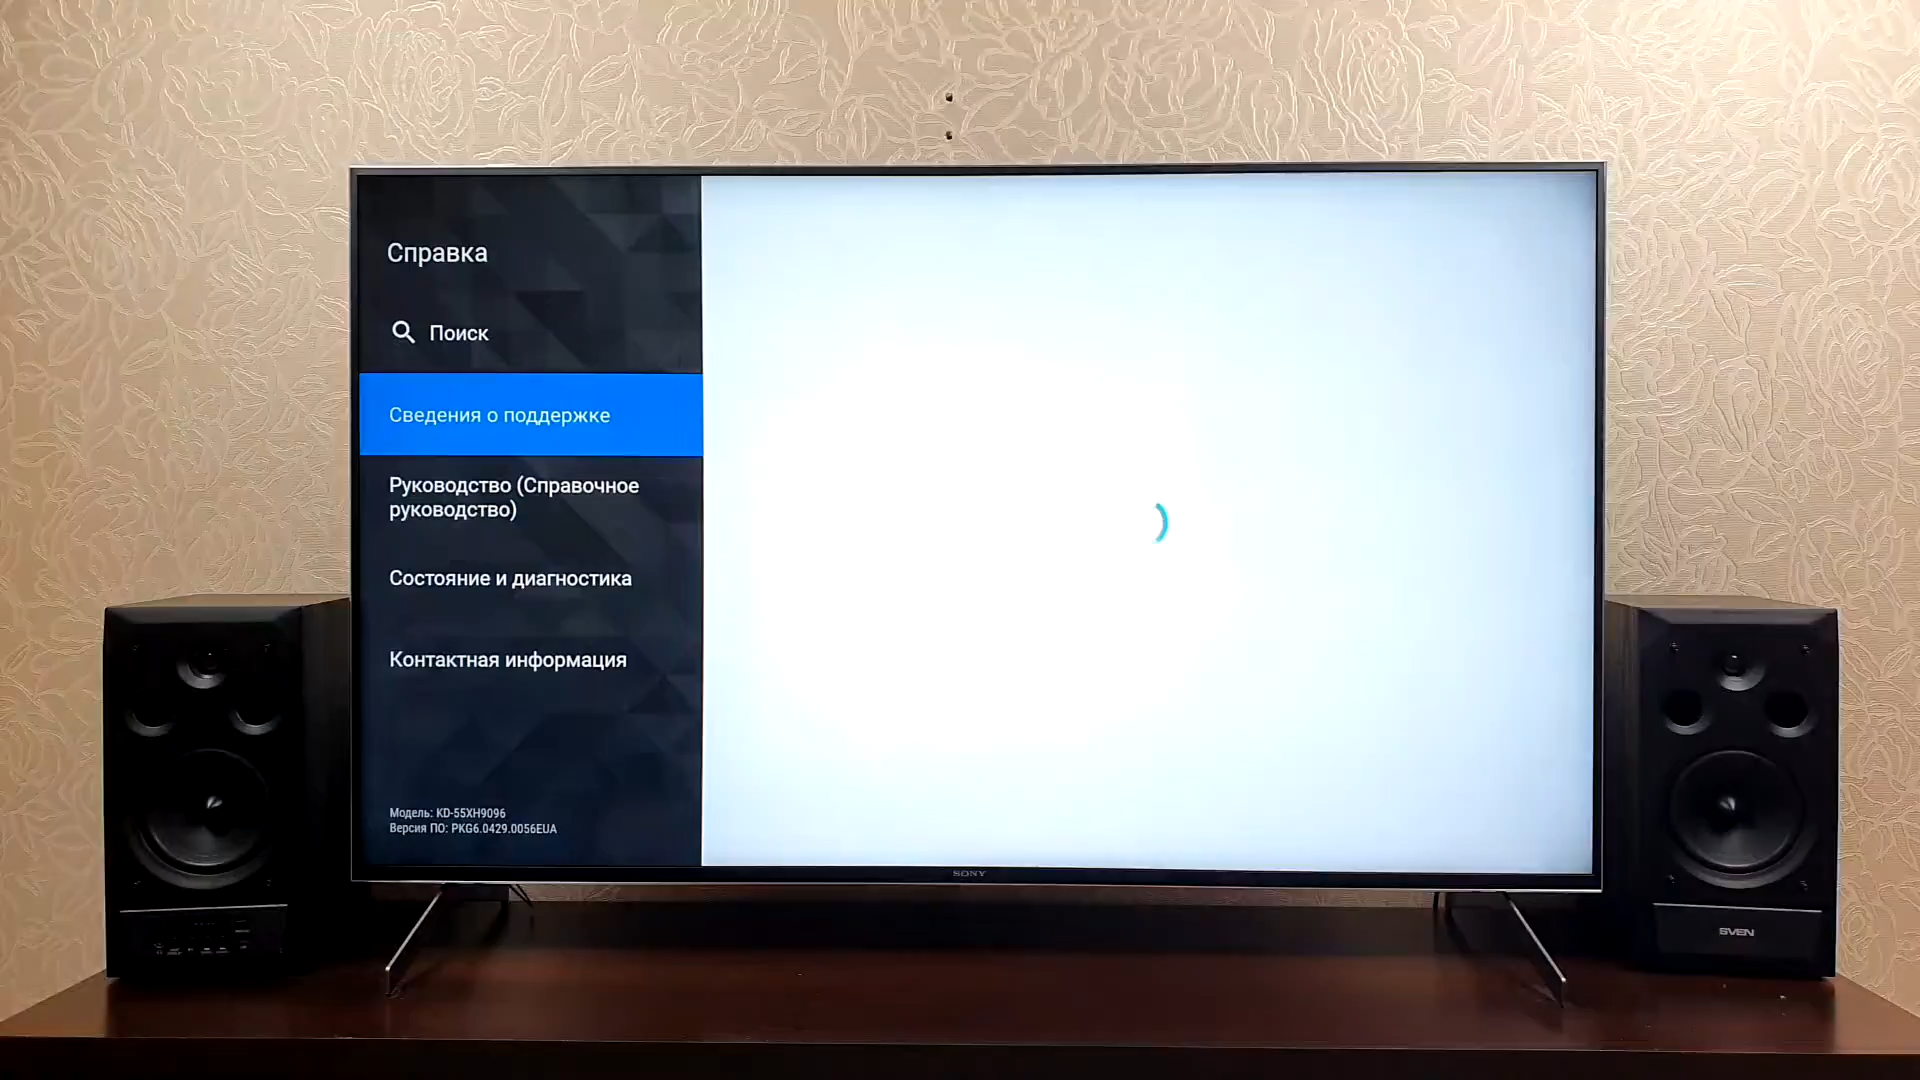 Справка
Поиск
Сведения о поддержке
Руководство (Справочное
руководство)
Состояние и диагностика
Контактная информация
Модель: KD-55XH9096
Версия ПО: PKG6.0429.0056EUA
SONY
SVEN